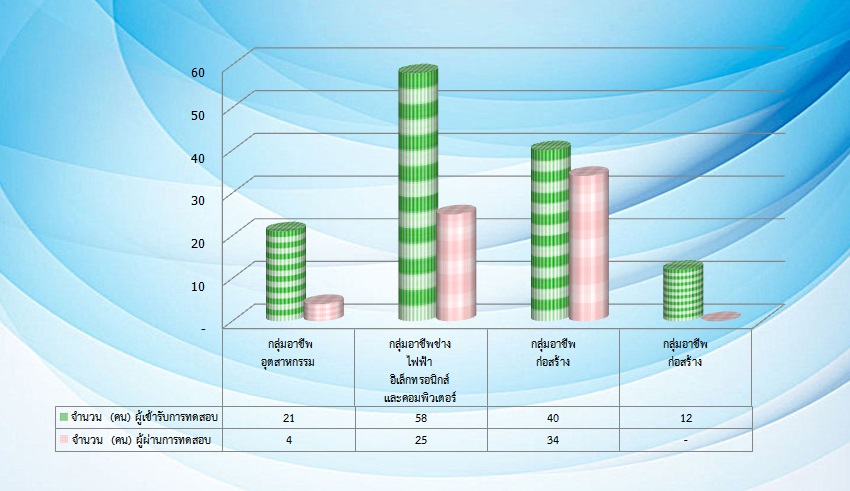 60
50
40
30
20
10
-
กลุ่มอาชีพ อุตสาหกรรม
กลุ่มอาชีพช่าง ไฟฟ้า อิเล็กทรอนิกส์ และคอมพิวเตอร์
กลุ่มอาชีพ ก่อสร้าง
กลุ่มอาชีพ ก่อสร้าง
จำนวน (คน) ผู้เข้ารับการทดสอบ 21 58 40 12
จำนวน (คน) ผู้ผ่านการทดสอบ 4 25 34 -